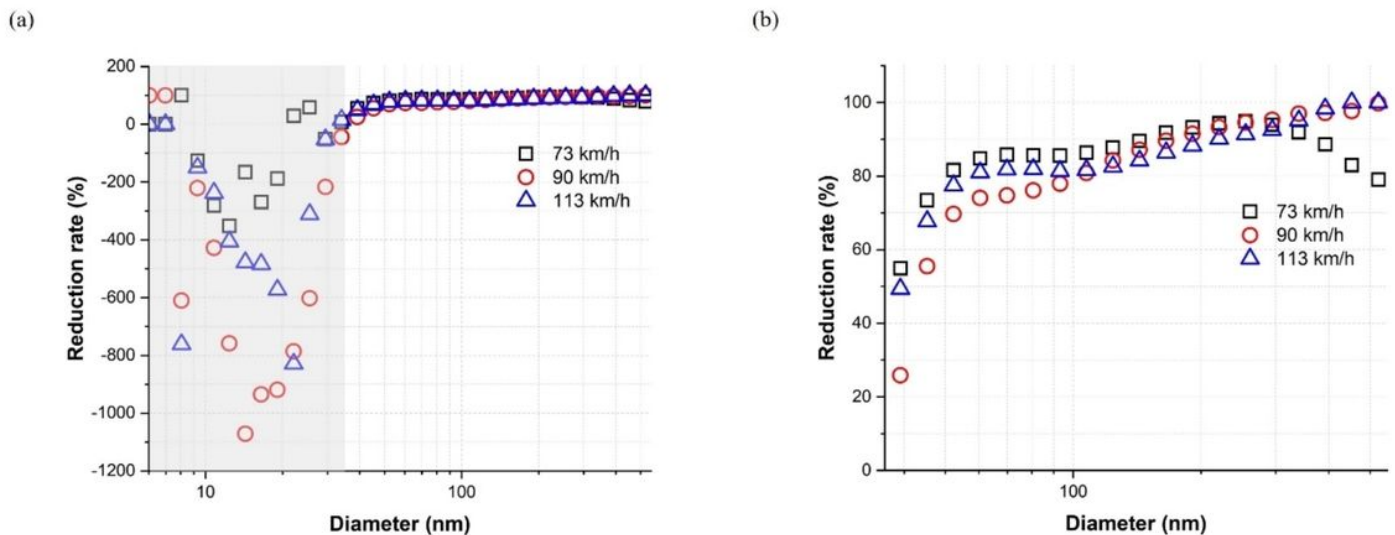 (a)
(b)
200
0
-200
-400
-600
-800
-1000
-1200
Reduction rate (%)
73 km/h
90 km/h
113 km/h
10
100
Diameter (nm)
100
80
60
40
20
0
Reduction rate (%)
73 km/h
90 km/h
113 km/h
100
Diameter (nm)